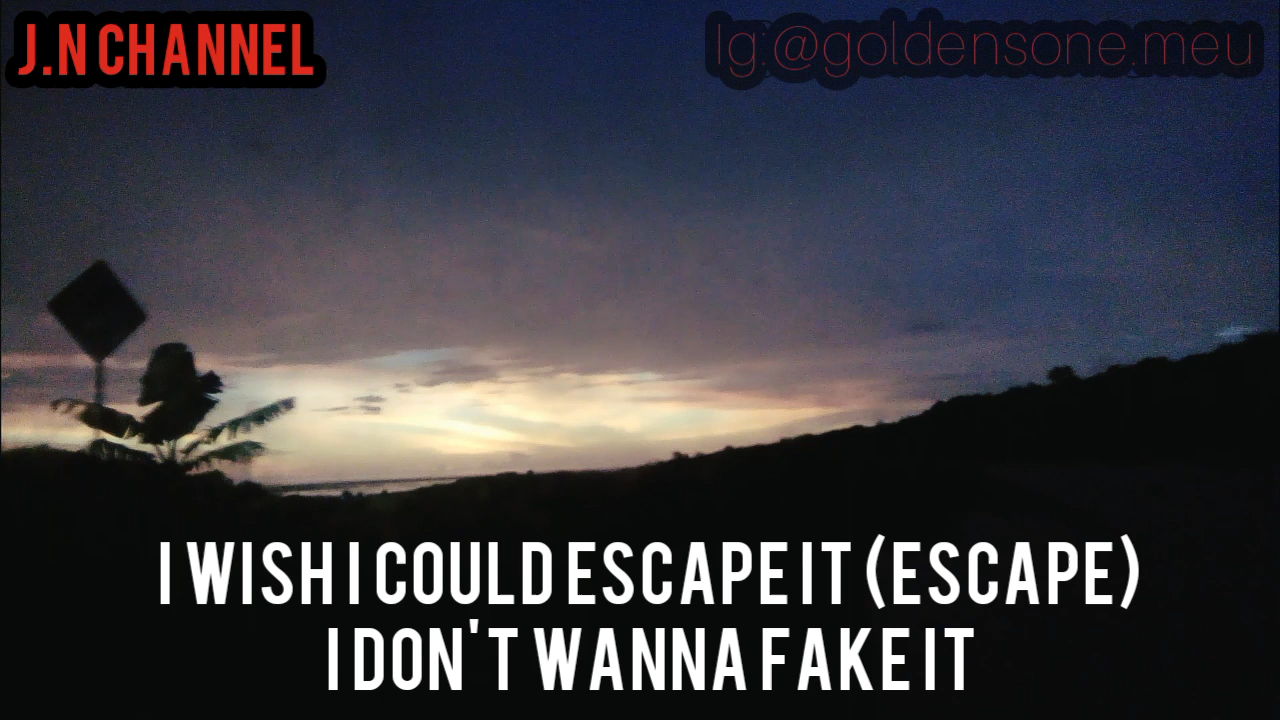 J.N CHANNEL
Ig:@goldensone.meu
I WISH I COULD ESCAPE IT (ESCAPE)
I DON'T WANNA FAKE IT